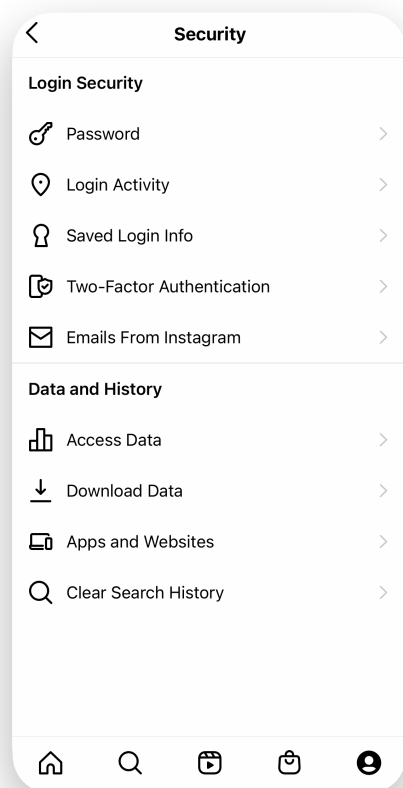 Security
Login Security
Password
Login Activity
Saved Login Info
Two-Factor Authentication
Emails From Instagram
Data and History
Access Data
Download Data
Apps and Websites
Clear Search History